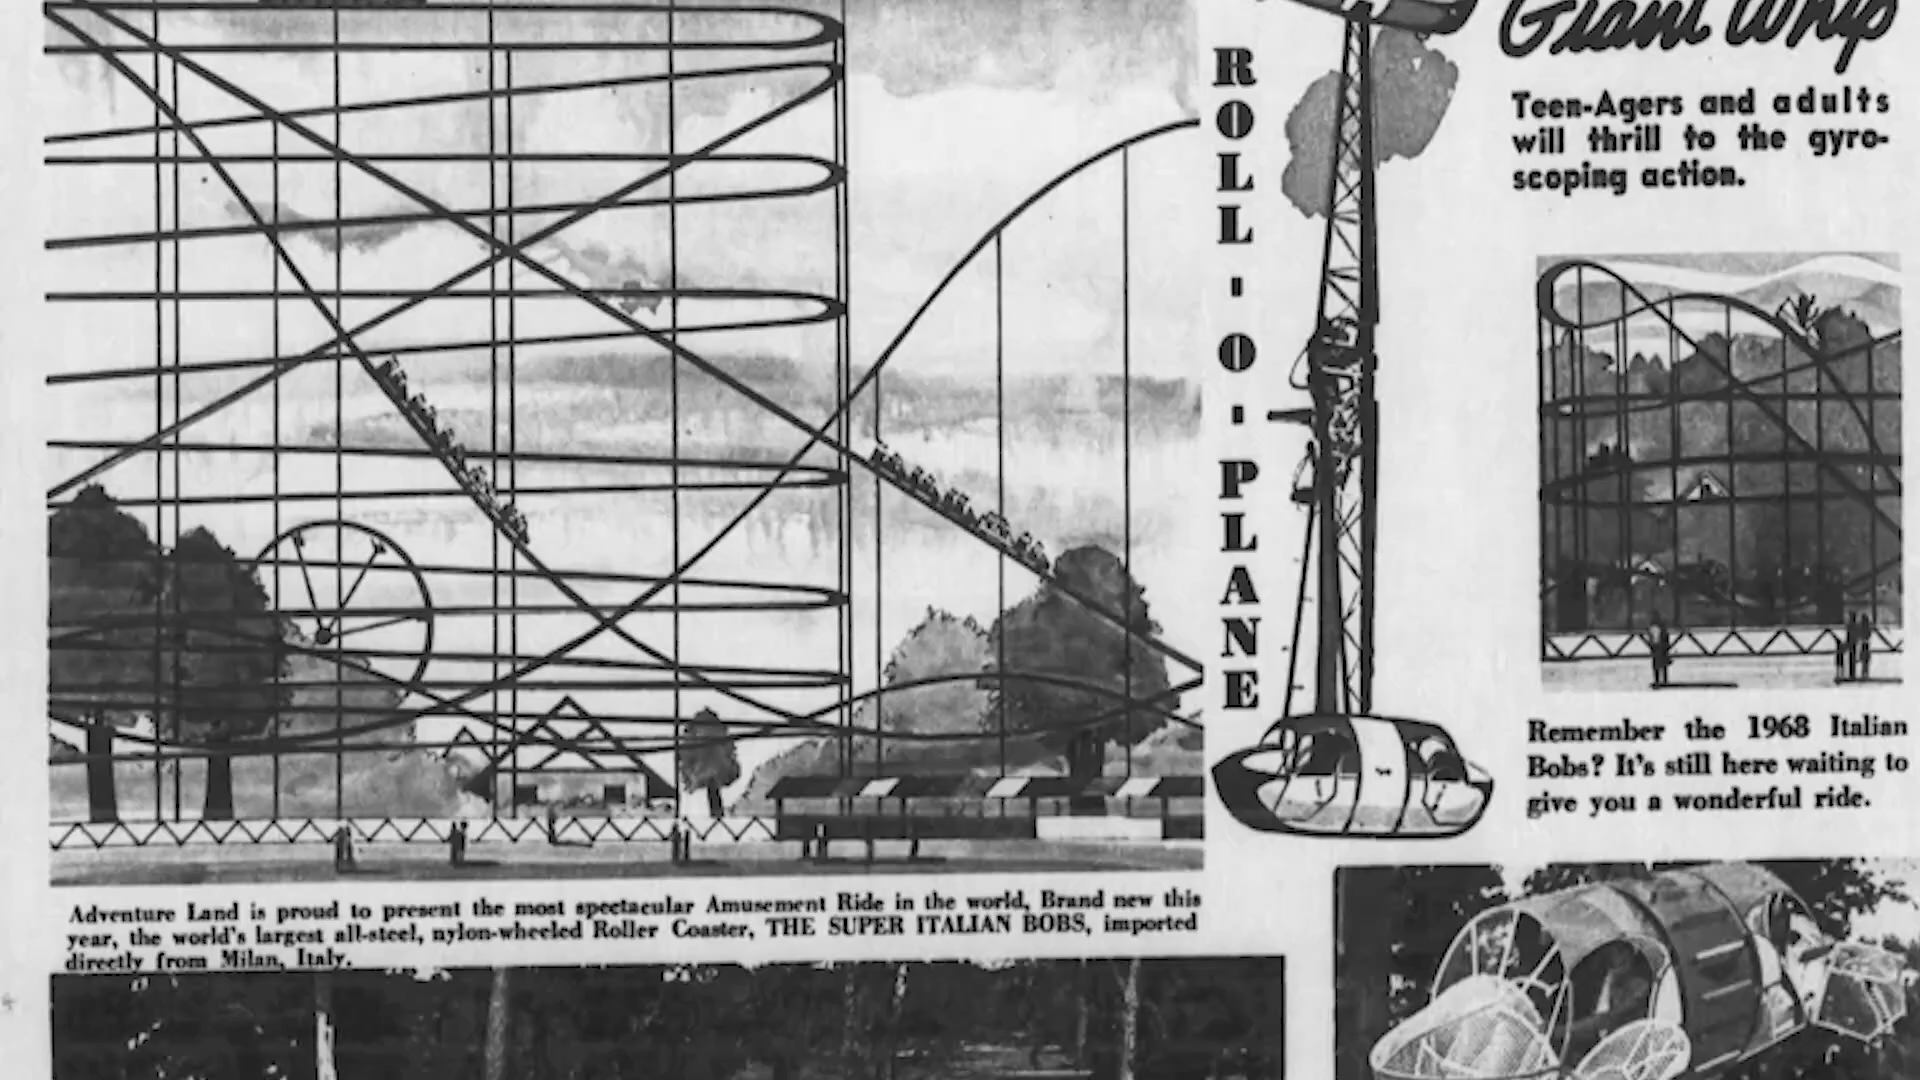 Giant Whip
Teen-Agers and adults
will thrill to the gyro-
scoping action.
ROLL-O-PLANE
Remember the 1968 Italian
Bobs? It's still here waiting to
give you a wonderful ride.
Adventure Land is proud to present the most spectacular Amusement Ride in the world, Brand new this
year, the world's largest all-steel, nylon-wheeled Roller Coaster, THE SUPER ITALIAN BOBS, imported
directly from Milan, Italy.